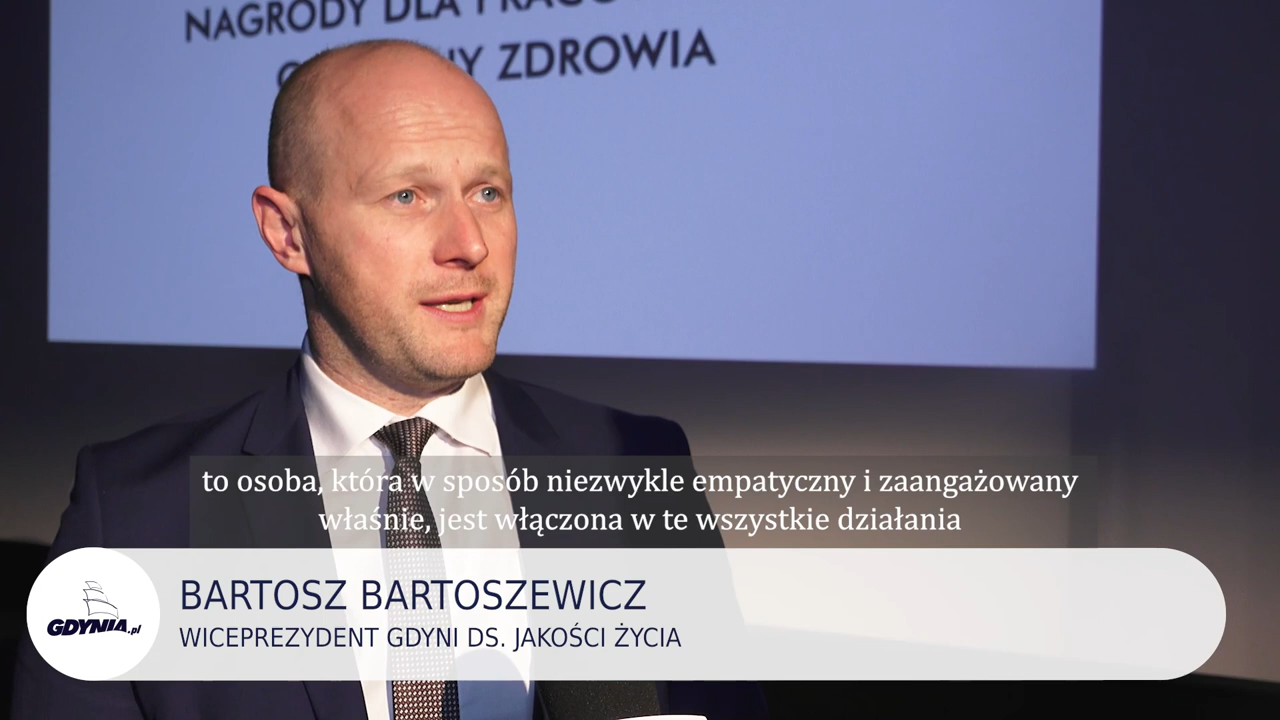 NAGRODY DLA
ZDROWIA
to osoba, która w sposób niezwykle empatyczny i zaangażowany
właśnie, jest włączona w te wszystkie działania
BARTOSZ BARTOSZEWICZ
WICEPREZYDENT GDYNI DS. JAKOŚCI ŻYCIA
GDYNIA.pl